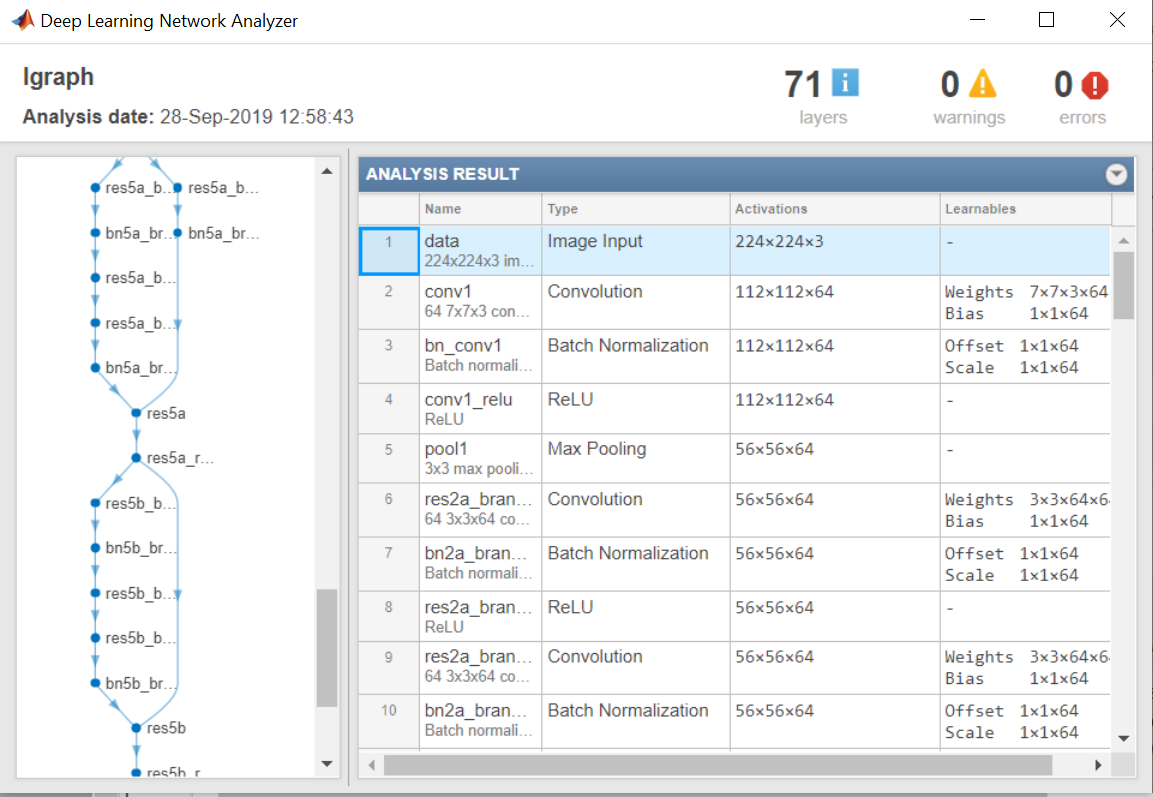 Deep Learning Network Analyzer
lgraph
Analysis date: 28-Sep-2019 12:58:43
71 i
layers
0
warnings
0
errors
res5a_b... res5a_b...
bn5a_br... bn5a_br...
res5a_b...
res5a_b...
bn5a_br...
res5a
res5a_r...
res5b_b...
bn5b_br...
res5b_b...
res5b_b...
bn5b_br...
res5b
res5b_r
ANALYSIS RESULT
Name Type Activations Learnables
1 data Image Input 224×224×3 -
224x224x3 im...
2 conv1 Convolution 112×112×64 Weights 7×7×3×64
64 7x7x3 con... Bias 1×1×64
3 bn_conv1 Batch Normalization 112×112×64 Offset 1×1×64
Batch normali... Scale 1×1×64
4 conv1_relu ReLU 112×112×64 -
ReLU
5 pool1 Max Pooling 56×56×64 -
3x3 max pooli...
6 res2a_bran... Convolution 56×56×64 Weights 3×3×64×6
64 3x3x64 co... Bias 1×1×64
7 bn2a_bran... Batch Normalization 56×56×64 Offset 1×1×64
Batch normali... Scale 1×1×64
8 res2a_bran... ReLU 56×56×64 -
ReLU
9 res2a_bran... Convolution 56×56×64 Weights 3×3×64×6
64 3x3x64 co... Bias 1×1×64
10 bn2a_bran... Batch Normalization 56×56×64 Offset 1×1×64
Batch normali... Scale 1×1×64